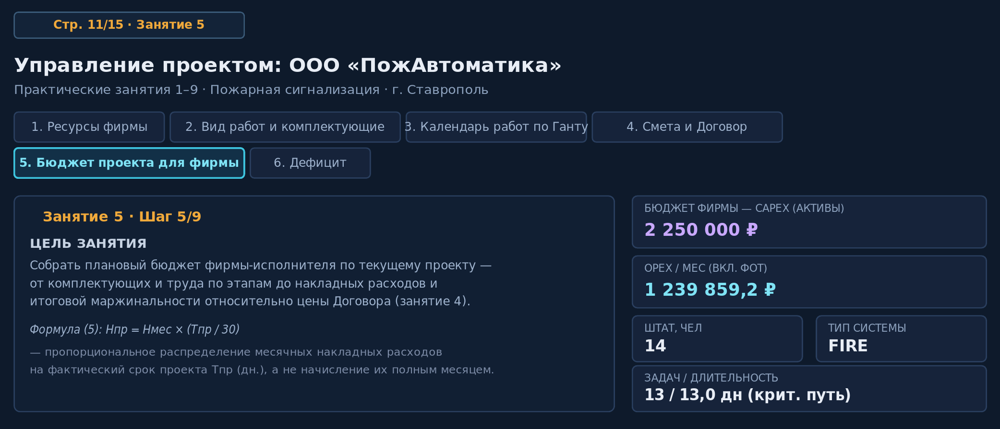 Стр. 11/15 · Занятие 5
Управление проектом: ООО «ПожАвтоматика»
Практические занятия 1–9 · Пожарная сигнализация · г. Ставрополь
1. Ресурсы фирмы
2. Вид работ и комплектующие
3. Календарь работ по Ганту
4. Смета и Договор
5. Бюджет проекта для фирмы
6. Дефицит
Занятие 5 · Шаг 5/9
ЦЕЛЬ ЗАНЯТИЯ
Собрать плановый бюджет фирмы-исполнителя по текущему проекту —
от комплектующих и труда по этапам до накладных расходов и
итоговой маржинальности относительно цены Договора (занятие 4).
Формула (5): Нпр = Нмес × (Тпр / 30)
— пропорциональное распределение месячных накладных расходов
на фактический срок проекта Тпр (дн.), а не начисление их полным месяцем.
БЮДЖЕТ ФИРМЫ — CAPEX (АКТИВЫ)
2 250 000 ₽
OPEX / МЕС (ВКЛ. ФОТ)
1 239 859,2 ₽
ШТАТ, ЧЕЛ
14
ТИП СИСТЕМЫ
FIRE
ЗАДАЧ / ДЛИТЕЛЬНОСТЬ
13 / 13,0 дн (крит. путь)